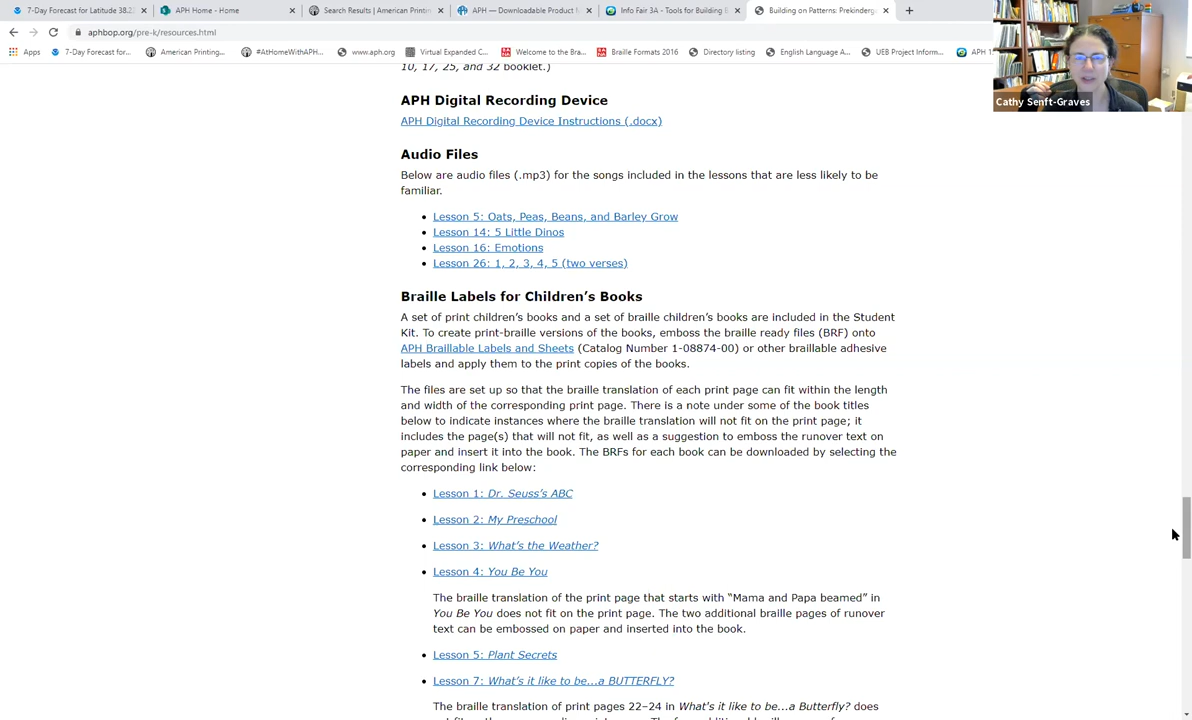 7-Day Forecast for Latitude 38.2
APH Home - Home
Search Results | American Printin
APH — Downloadable Product M
Info Fair 3A - Tools for Building B
Building on Patterns: Prekinderga
aphbop.org/pre-k/resources.html
Apps
7-Day Forecast for...
American Printing...
#AtHomeWithAPH...
www.aph.org
Virtual Expanded C...
Welcome to the Bra...
Braille Formats 2016
Directory listing
English Language A...
UEB Project Inform...
APH 1
10, 17, 25, and 32 booklet.)
Cathy Senft-Graves
APH Digital Recording Device
APH Digital Recording Device Instructions (.docx)
Audio Files
Below are audio files (.mp3) for the songs included in the lessons that are less likely to be
familiar.
• Lesson 5: Oats, Peas, Beans, and Barley Grow
• Lesson 14: 5 Little Dinos
• Lesson 16: Emotions
• Lesson 26: 1, 2, 3, 4, 5 (two verses)
Braille Labels for Children’s Books
A set of print children’s books and a set of braille children’s books are included in the Student
Kit. To create print-braille versions of the books, emboss the braille ready files (BRF) onto
APH Braillable Labels and Sheets (Catalog Number 1-08874-00) or other braillable adhesive
labels and apply them to the print copies of the books.
The files are set up so that the braille translation of each print page can fit within the length
and width of the corresponding print page. There is a note under some of the book titles
below to indicate instances where the braille translation will not fit on the print page; it
includes the page(s) that will not fit, as well as a suggestion to emboss the runover text on
paper and insert it into the book. The BRFs for each book can be downloaded by selecting the
corresponding link below:
• Lesson 1: Dr. Seuss’s ABC
• Lesson 2: My Preschool
• Lesson 3: What’s the Weather?
• Lesson 4: You Be You
The braille translation of the print page that starts with “Mama and Papa beamed” in
You Be You does not fit on the print page. The two additional braille pages of runover
text can be embossed on paper and inserted into the book.
• Lesson 5: Plant Secrets
• Lesson 7: What’s it like to be...a BUTTERFLY?
The braille translation of print pages 22–24 in What's it like to be...a Butterfly? does